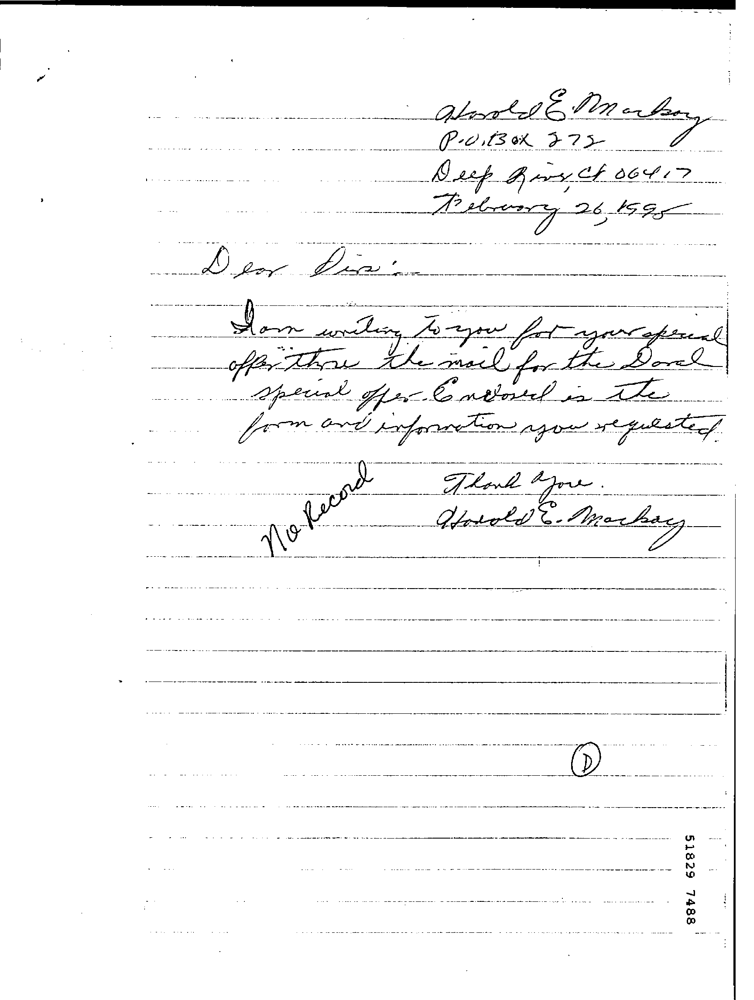 Harold E. Mackay
P.O. Box 272
Deep River, Ct 06417
February 26, 1995
Dear Sirs:
I am writing to you for your special
offer threw the mail for the Doral
special offer. Enclosed is the
form and information you requested.
Thank you.
Harold E. Mackay
No Record
D
51829 7488